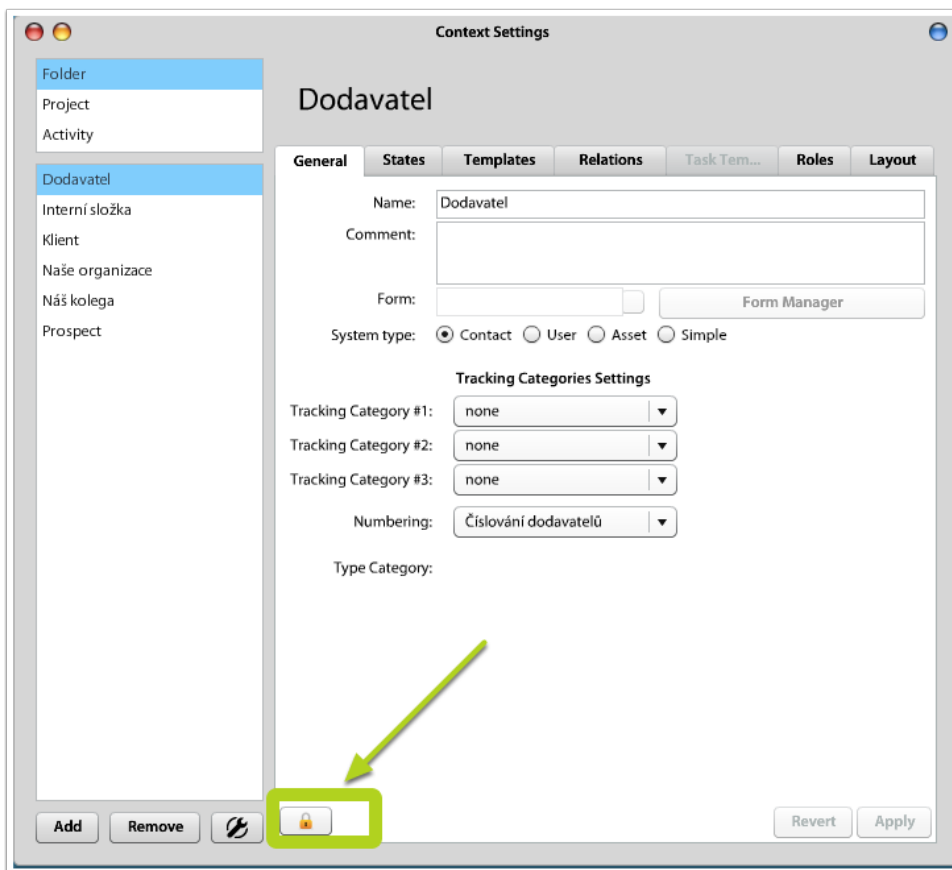 Context Settings
Folder
Project
Activity
Dodavatel
Interní složka
Klient
Naše organizace
Náš kolega
Prospect
Add
Remove
Dodavatel
General
States
Templates
Relations
Task Tem...
Roles
Layout
Name:
Dodavatel
Comment:
Form:
Form Manager
System type:
Contact
User
Asset
Simple
Tracking Categories Settings
Tracking Category #1:
none
Tracking Category #2:
none
Tracking Category #3:
none
Numbering:
Číslování dodavatelů
Type Category:
Revert
Apply